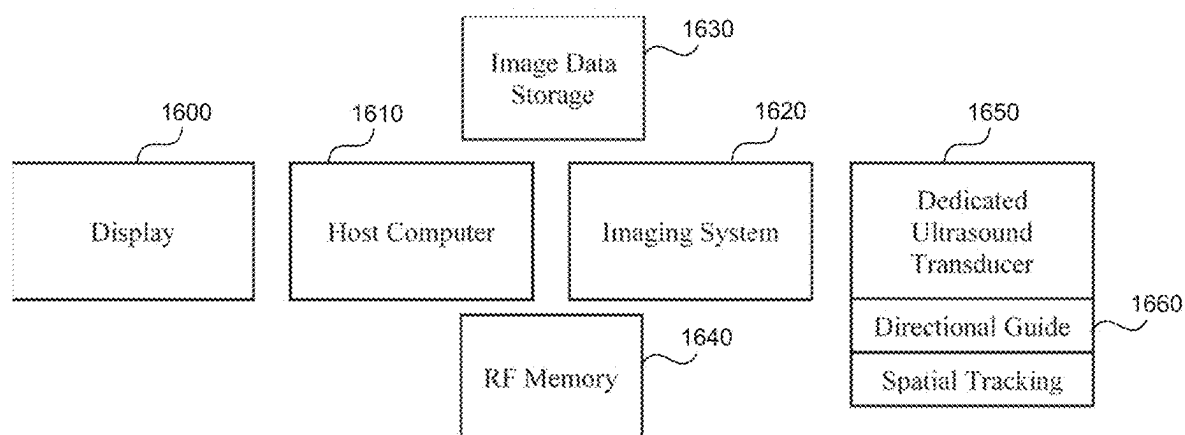 1630
Image Data
Storage
1600
1610
1620
1650
Display
Host Computer
Imaging System
Dedicated
Ultrasound
Transducer
1660
Directional Guide
1640
RF Memory
Spatial Tracking